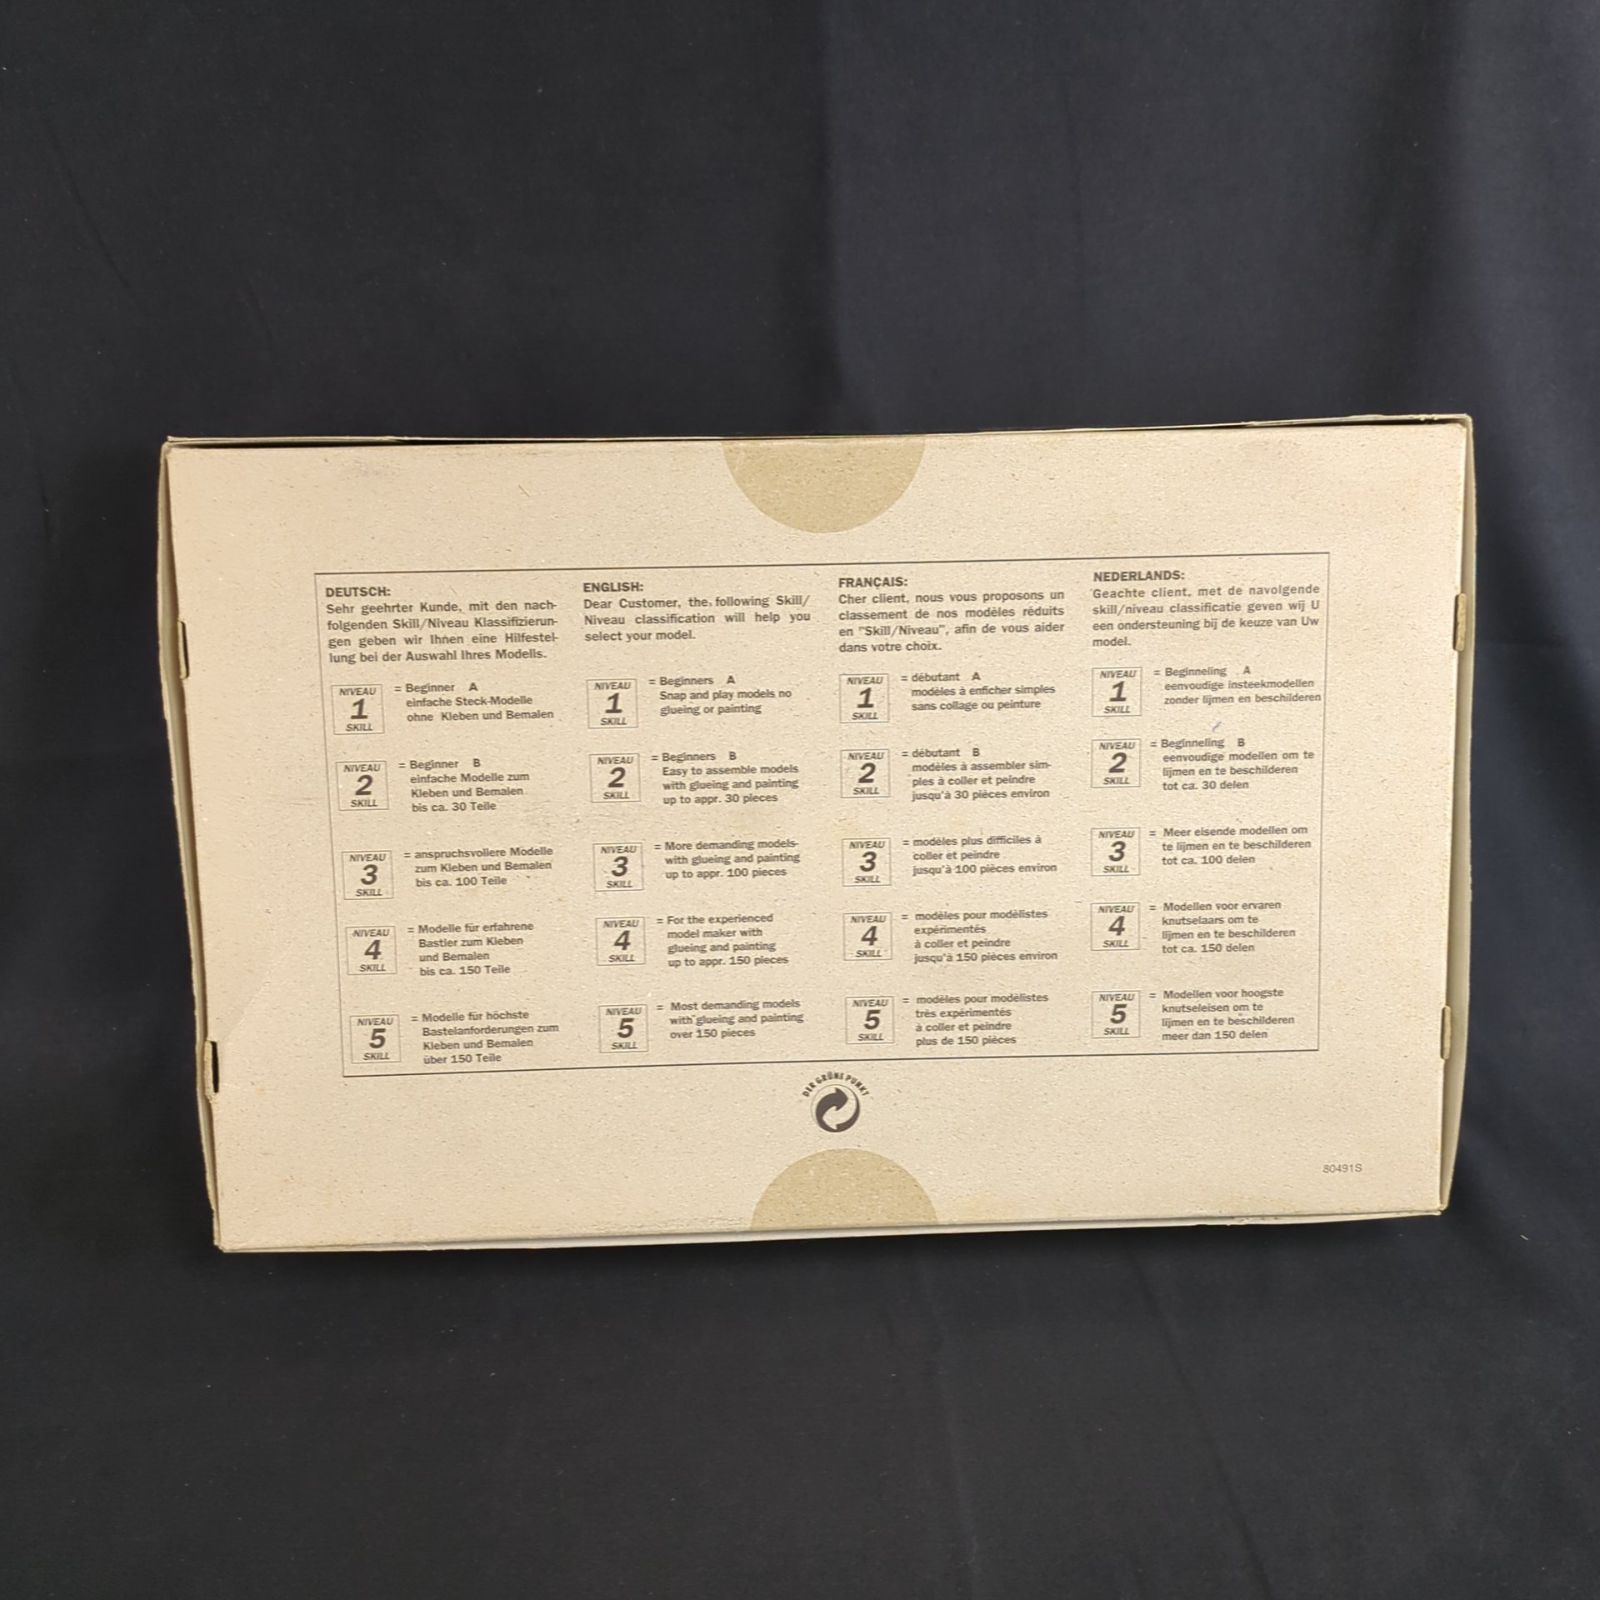 DEUTSCH:
Sehr geehrter Kunde, mit den nach-
folgenden Skill/Niveau Klassifizierun-
gen geben wir Ihnen eine Hilfestel-
lung bei der Auswahl Ihres Modells.
NIVEAU
1
SKILL
= Beginner A
einfache Steck-Modelle
ohne Kleben und Bemalen
NIVEAU
2
SKILL
= Beginner B
einfache Modelle zum
Kleben und Bemalen
bis ca. 30 Teile
NIVEAU
3
SKILL
= anspruchsvollere Modelle
zum Kleben und Bemalen
bis ca. 100 Teile
NIVEAU
4
SKILL
= Modelle für erfahrene
Bastler zum Kleben
und Bemalen
bis ca. 150 Teile
NIVEAU
5
SKILL
= Modelle für höchste
Bastelanforderungen zum
Kleben und Bemalen
über 150 Teile
ENGLISH:
Dear Customer, the following Skill/
Niveau classification will help you
select your model.
NIVEAU
1
SKILL
= Beginners A
Snap and play models no
glueing or painting
NIVEAU
2
SKILL
= Beginners B
Easy to assemble models
with glueing and painting
up to appr. 30 pieces
NIVEAU
3
SKILL
= More demanding models
with glueing and painting
up to appr. 100 pieces
NIVEAU
4
SKILL
= For the experienced
model maker with
glueing and painting
up to appr. 150 pieces
NIVEAU
5
SKILL
= Most demanding models
with glueing and painting
over 150 pieces
FRANÇAIS:
Cher client, nous vous proposons un
classement de nos modèles réduits
en "Skill/Niveau", afin de vous aider
dans votre choix.
NIVEAU
1
SKILL
= débutant A
modèles à enficher simples
sans collage ou peinture
NIVEAU
2
SKILL
= débutant B
modèles à assembler sim-
ples à coller et peindre
jusqu'à 30 pièces environ
NIVEAU
3
SKILL
= modèles plus difficiles à
coller et peindre
jusqu'à 100 pièces environ
NIVEAU
4
SKILL
= modèles pour modèlistes
expérimentés
à coller et peindre
jusqu'à 150 pièces environ
NIVEAU
5
SKILL
= modèles pour modèlistes
très expérimentés
à coller et peindre
plus de 150 pièces
NEDERLANDS:
Geachte client, met de navolgende
skill/niveau classificatie geven wij U
een ondersteuning bij de keuze van Uw
model.
NIVEAU
1
SKILL
= Beginneling A
eenvoudige insteekmodellen
zonder lijmen en beschilderen
NIVEAU
2
SKILL
= Beginneling B
eenvoudige modellen om te
lijmen en te beschilderen
tot ca. 30 delen
NIVEAU
3
SKILL
= Meer eisende modellen om
te lijmen en te beschilderen
tot ca. 100 delen
NIVEAU
4
SKILL
= Modellen voor ervaren
knutselaars om te
lijmen en te beschilderen
tot ca. 150 delen
NIVEAU
5
SKILL
= Modellen voor hoogste
knutseleisen om te
lijmen en te beschilderen
meer dan 150 delen
DER GRÜNE PUNKT
80491S